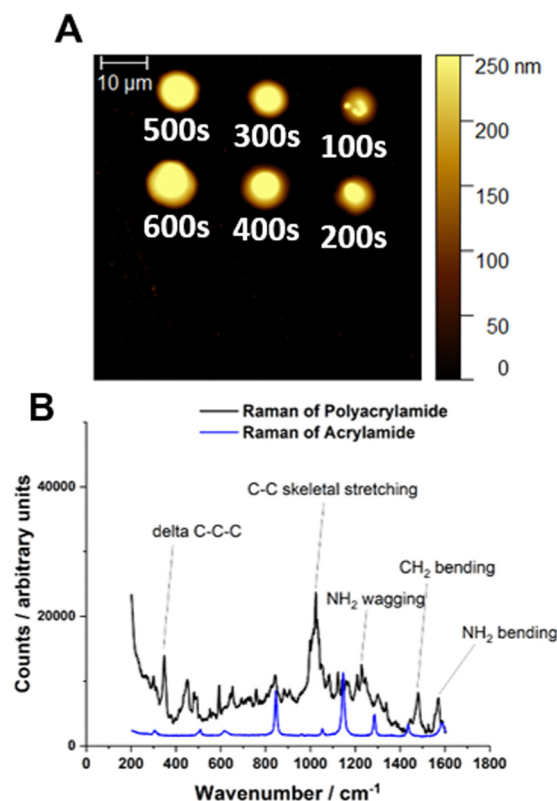 A
10 µm
250 nm
500s
300s
100s
200
150
600s
400s
200s
100
50
0
B
Raman of Polyacrylamide
Raman of Acrylamide
Counts / arbitrary units
40000
20000
0
C-C skeletal stretching
delta C-C-C
CH₂ bending
NH₂ wagging
NH₂ bending
0 200 400 600 800 1000 1200 1400 1600 1800
Wavenumber / cm⁻¹